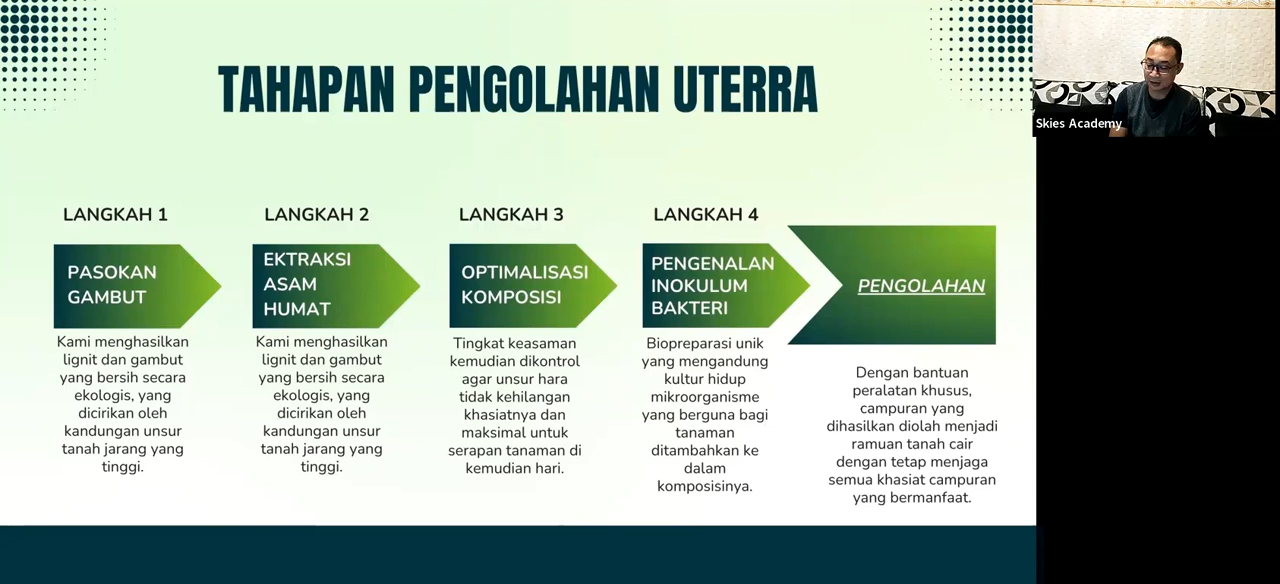 TAHAPAN PENGOLAHAN UTERRA
Skies Academy
LANGKAH 1
PASOKAN
GAMBUT
Kami menghasilkan
lignit dan gambut
yang bersih secara
ekologis, yang
dicirikan oleh
kandungan unsur
tanah jarang yang
tinggi.
LANGKAH 2
EKTRAKSI
ASAM
HUMAT
Kami menghasilkan
lignit dan gambut
yang bersih secara
ekologis, yang
dicirikan oleh
kandungan unsur
tanah jarang yang
tinggi.
LANGKAH 3
OPTIMALISASI
KOMPOSISI
Tingkat keasaman
kemudian dikontrol
agar unsur hara
tidak kehilangan
khasiatnya dan
maksimal untuk
serapan tanaman di
kemudian hari.
LANGKAH 4
PENGENALAN
INOKULUM
BAKTERI
Biopreparasi unik
yang mengandung
kultur hidup
mikroorganisme
yang berguna bagi
tanaman
ditambahkan ke
dalam
komposisinya.
PENGOLAHAN
Dengan bantuan
peralatan khusus,
campuran yang
dihasilkan diolah menjadi
ramuan tanah cair
dengan tetap menjaga
semua khasiat campuran
yang bermanfaat.